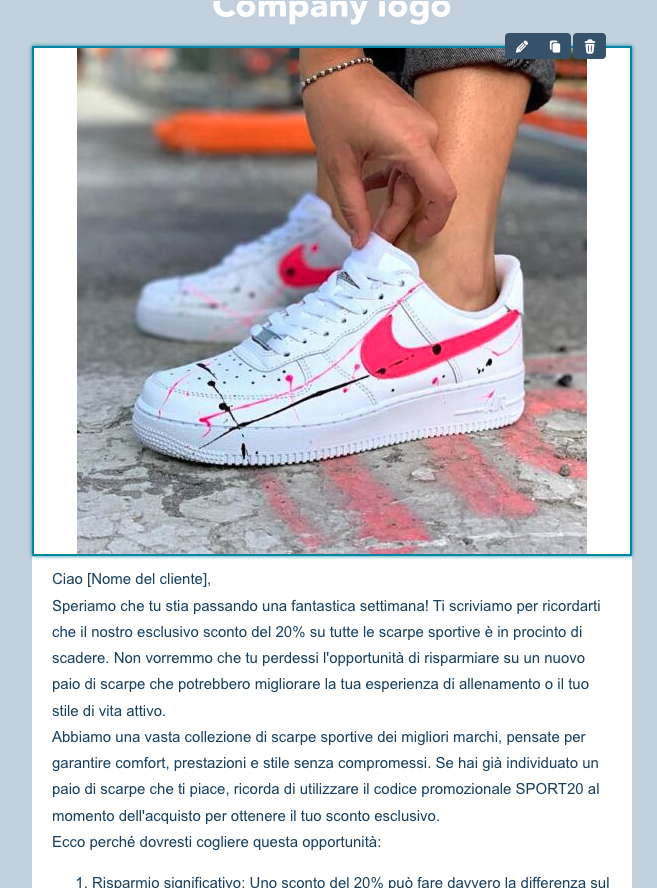 Company logo
Ciao [Nome del cliente],
Speriamo che tu stia passando una fantastica settimana! Ti scriviamo per ricordarti
che il nostro esclusivo sconto del 20% su tutte le scarpe sportive è in procinto di
scadere. Non vorremmo che tu perdessi l'opportunità di risparmiare su un nuovo
paio di scarpe che potrebbero migliorare la tua esperienza di allenamento o il tuo
stile di vita attivo.
Abbiamo una vasta collezione di scarpe sportive dei migliori marchi, pensate per
garantire comfort, prestazioni e stile senza compromessi. Se hai già individuato un
paio di scarpe che ti piace, ricorda di utilizzare il codice promozionale SPORT20 al
momento dell'acquisto per ottenere il tuo sconto esclusivo.
Ecco perché dovresti cogliere questa opportunità:
1. Risparmio significativo: Uno sconto del 20% può fare davvero la differenza sul